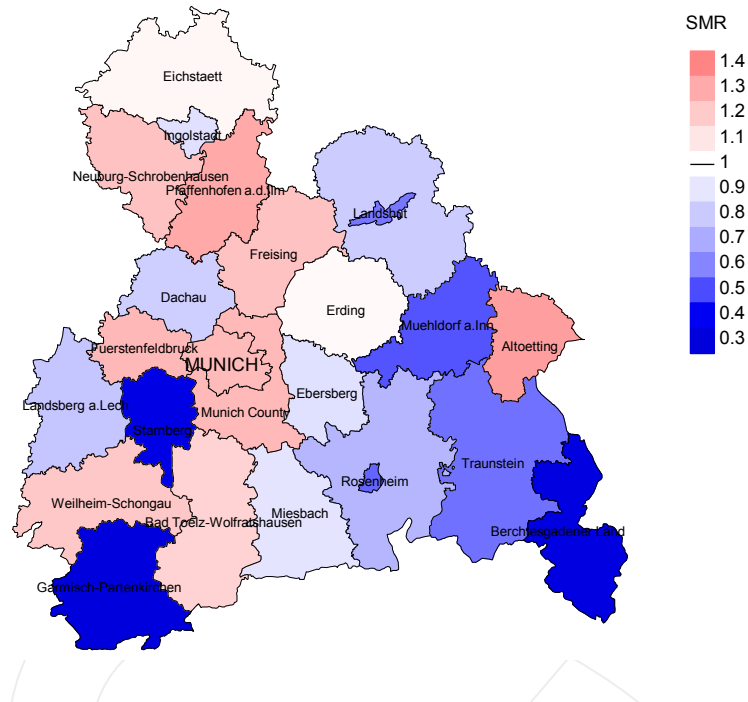 SMR
1.4
1.3
1.2
1.1
1
0.9
0.8
0.7
0.6
0.5
0.4
0.3
Eichstaett
Ingolstadt
Neuburg-Schrobenhausen
Pfaffenhofen a.d.Ilm
Landshut
Freising
Dachau
Erding
Muehldorf a.Inn
Altoetting
Fuerstenfeldbruck
MUNICH
Ebersberg
Landsberg a.Lech
Munich County
Starnberg
Traunstein
Rosenheim
Weilheim-Schongau
Miesbach
Bad Toelz-Wolfratshausen
Berchtesgadener Land
Garmisch-Partenkirchen